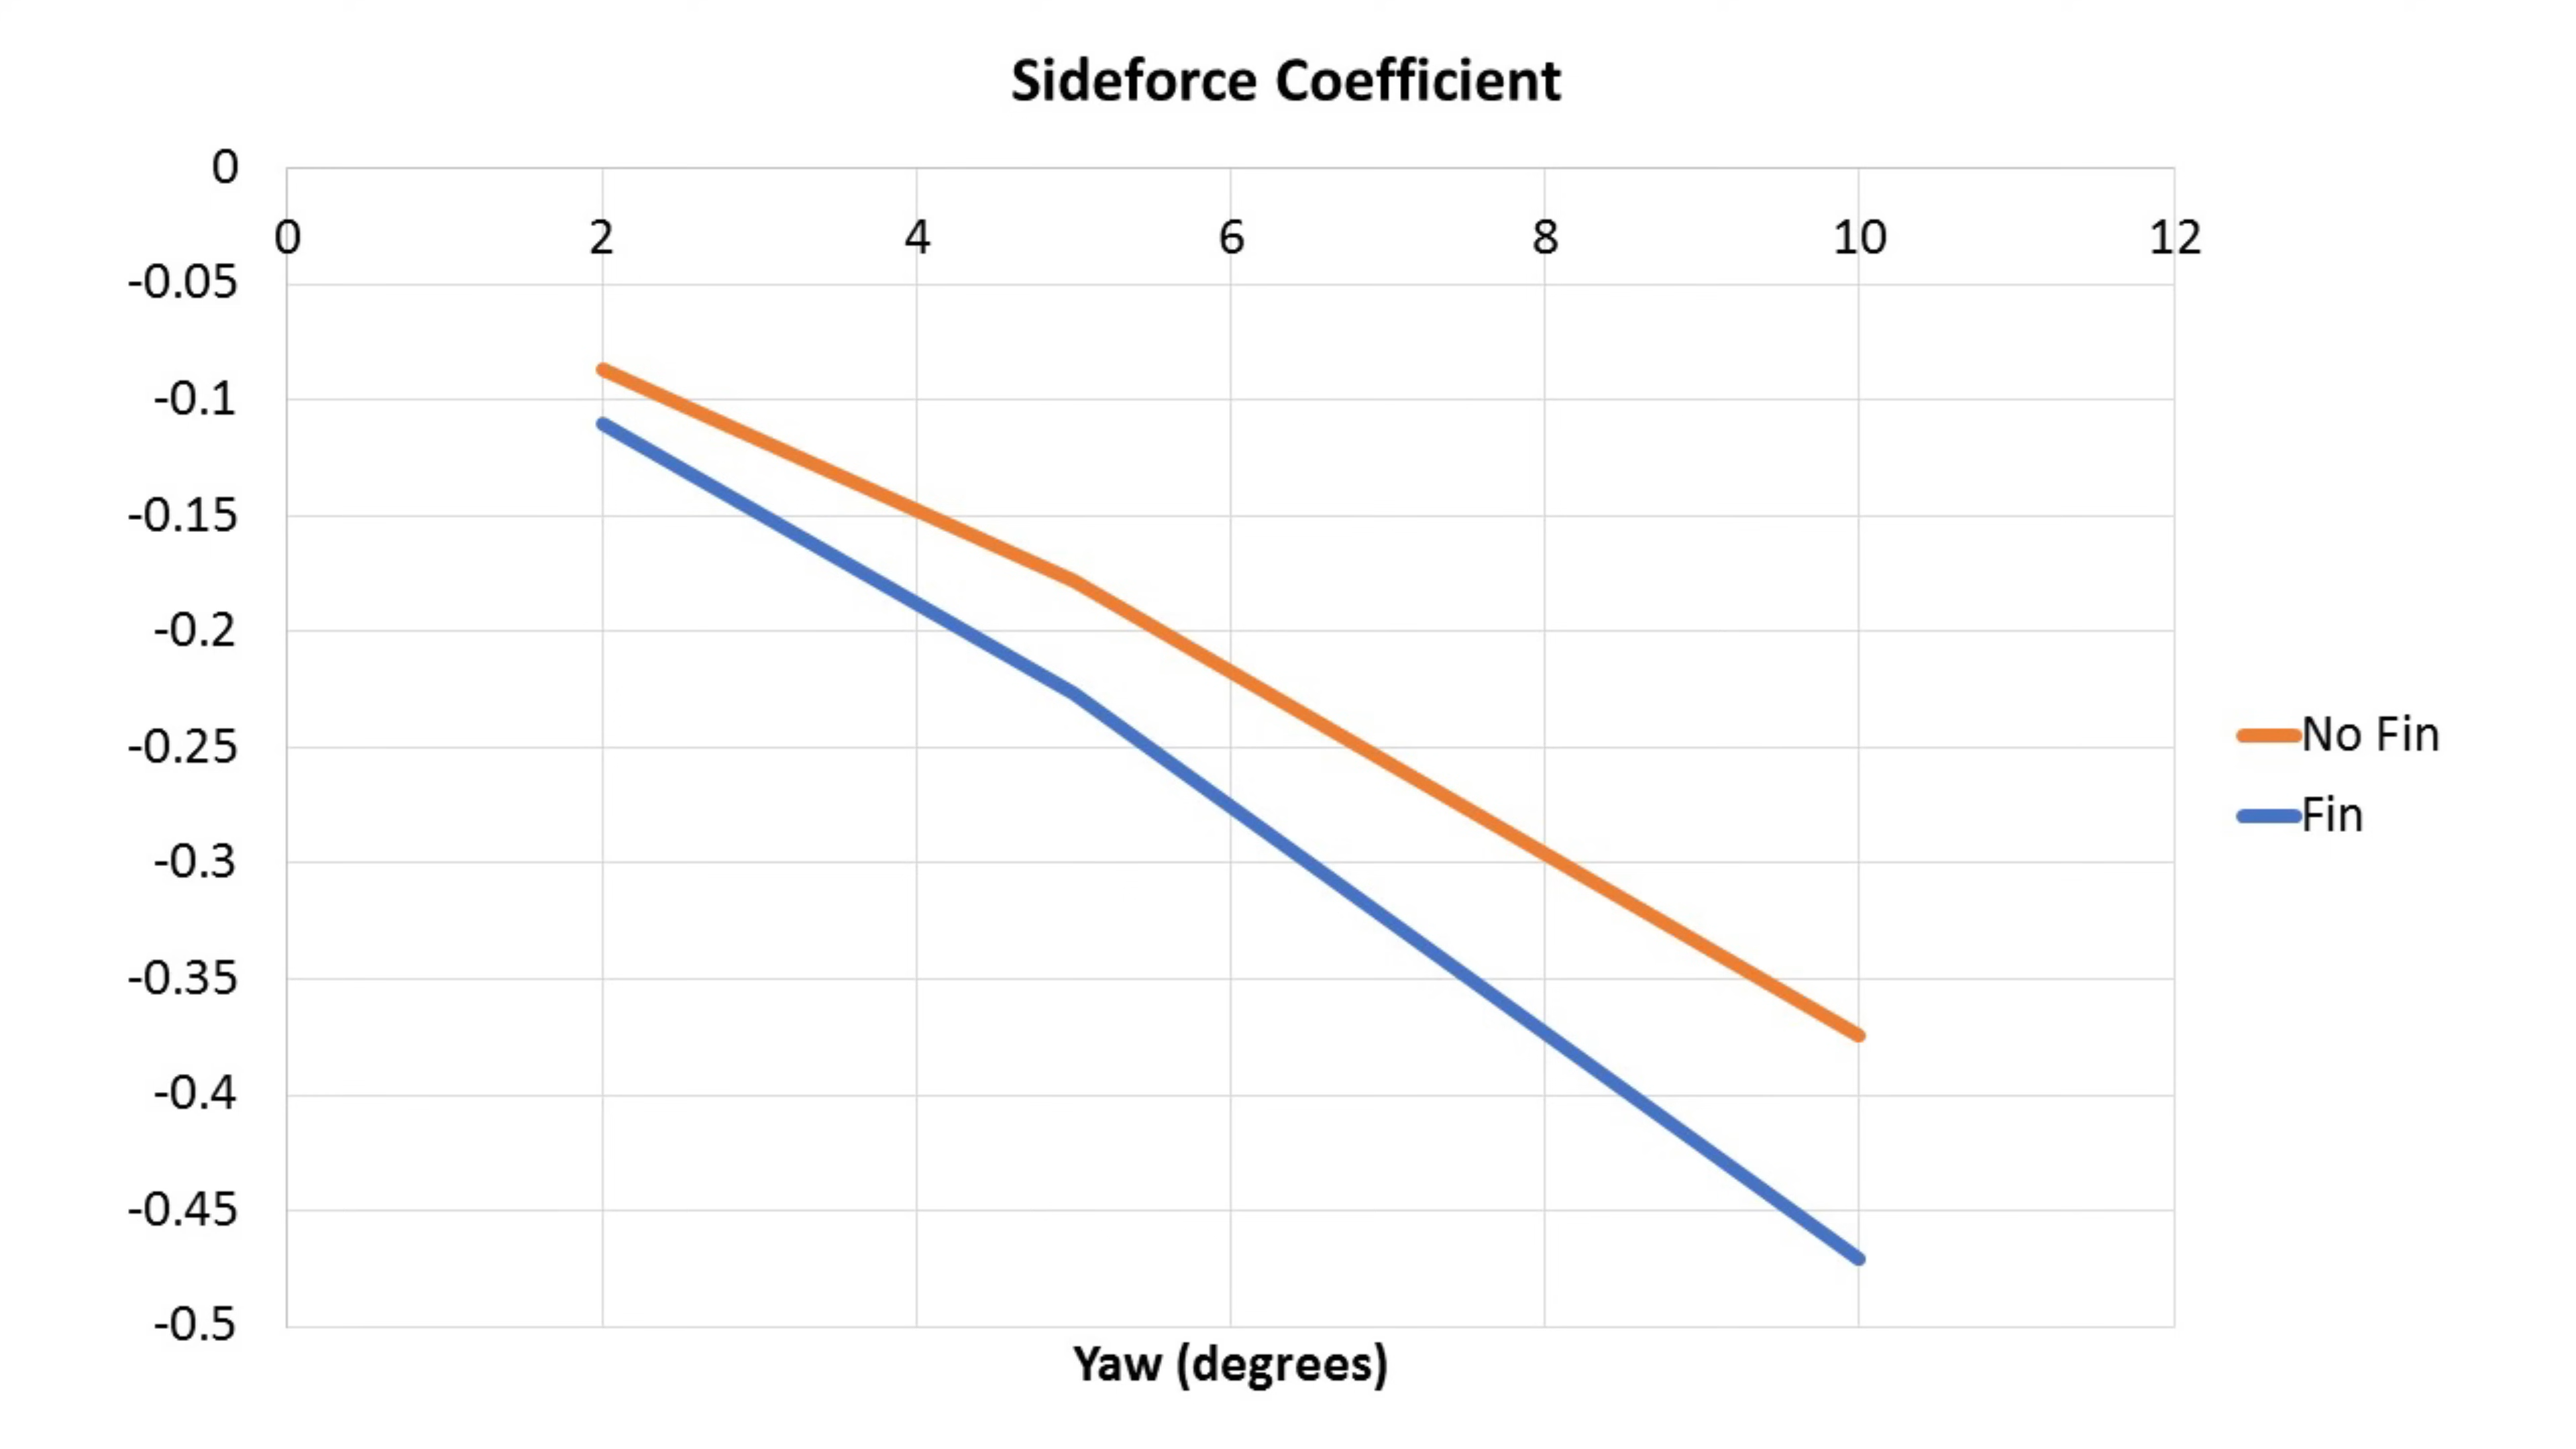 Sideforce Coefficient
0
0 2 4 6 8 10 12
-0.05
-0.1
-0.15
-0.2
-0.25
-0.3
-0.35
-0.4
-0.45
-0.5
No Fin
Fin
Yaw (degrees)